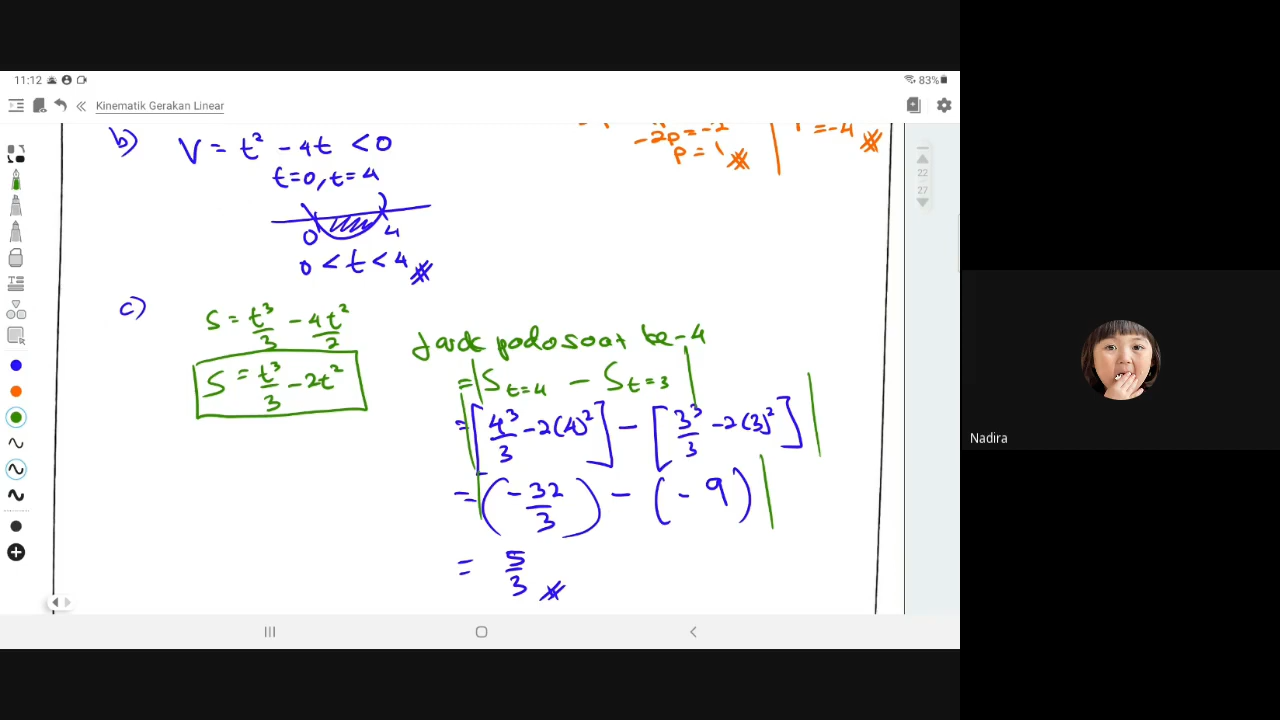 11:12
83%
Kinematik Gerakan Linear
-2p = -2
p = 1
= -4
22
27
b) V = t² - 4t < 0
t=0, t=4
0 4
0 < t < 4
c) S = t³/3 - 4t²/2
S = t³/3 - 2t²
Jarak pada saat ke-4
= |S t=4 - S t=3|
= |[4³/3 - 2(4)²] - [3³/3 - 2(3)²]|
= |(-32/3) - (-9)|
= 5/3
Nadira